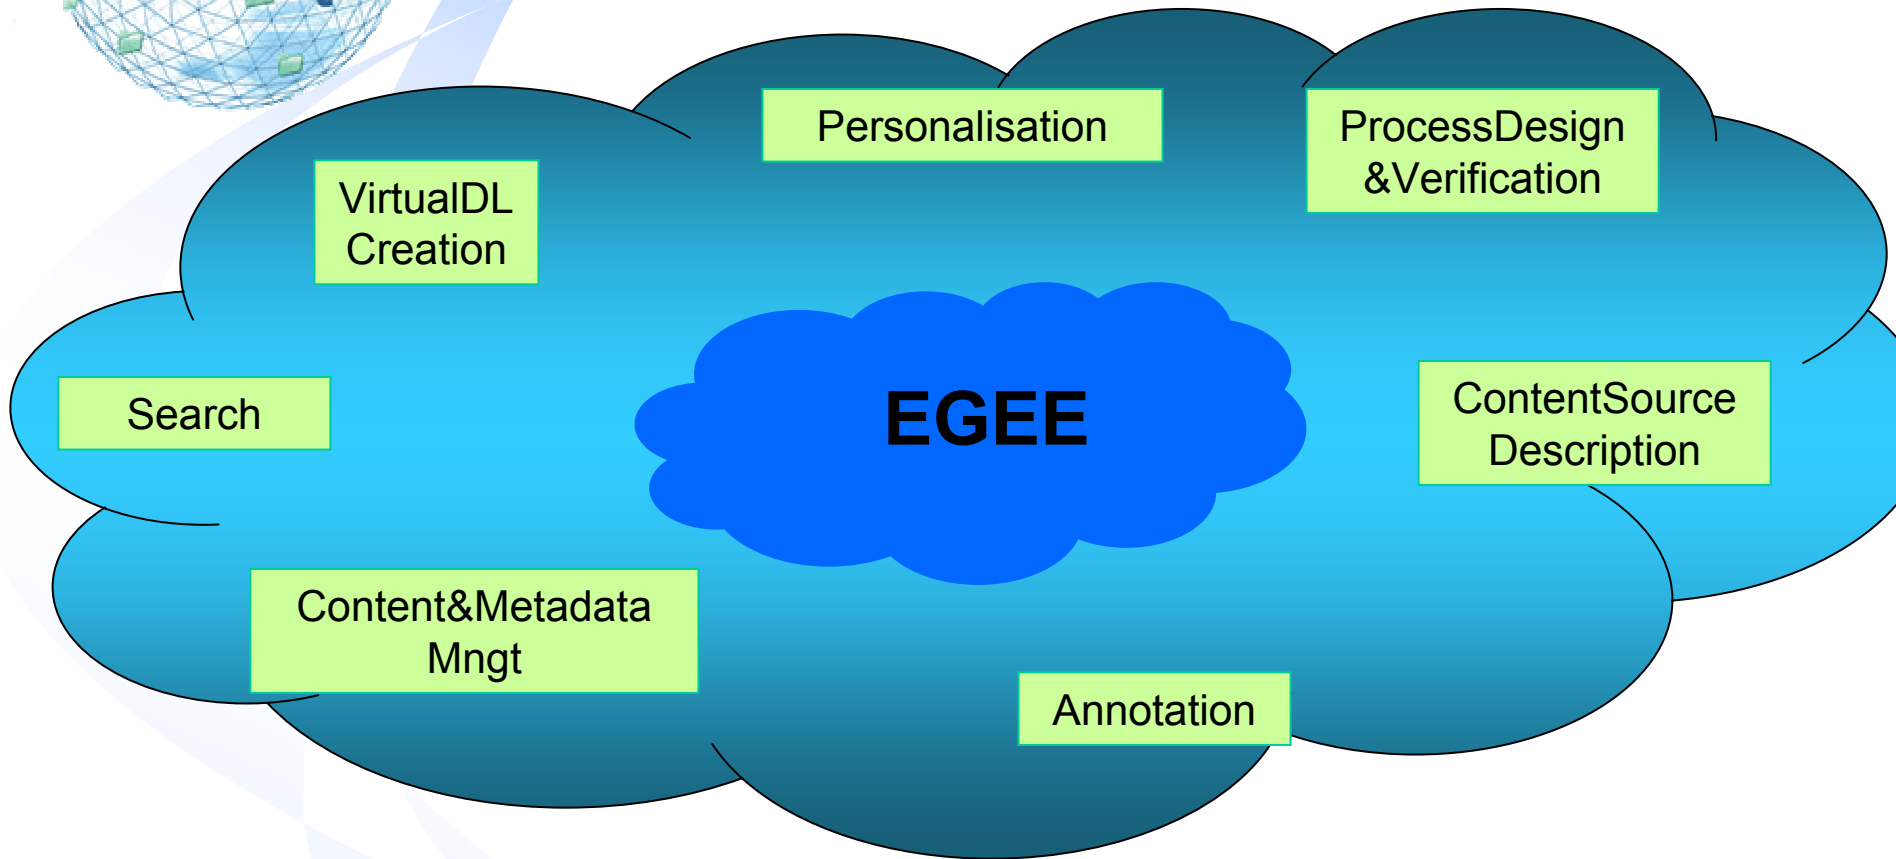 Personalisation
ProcessDesign
&Verification
VirtualDL
Creation
Search
EGEE
ContentSource
Description
Content&Metadata
Mngt
Annotation